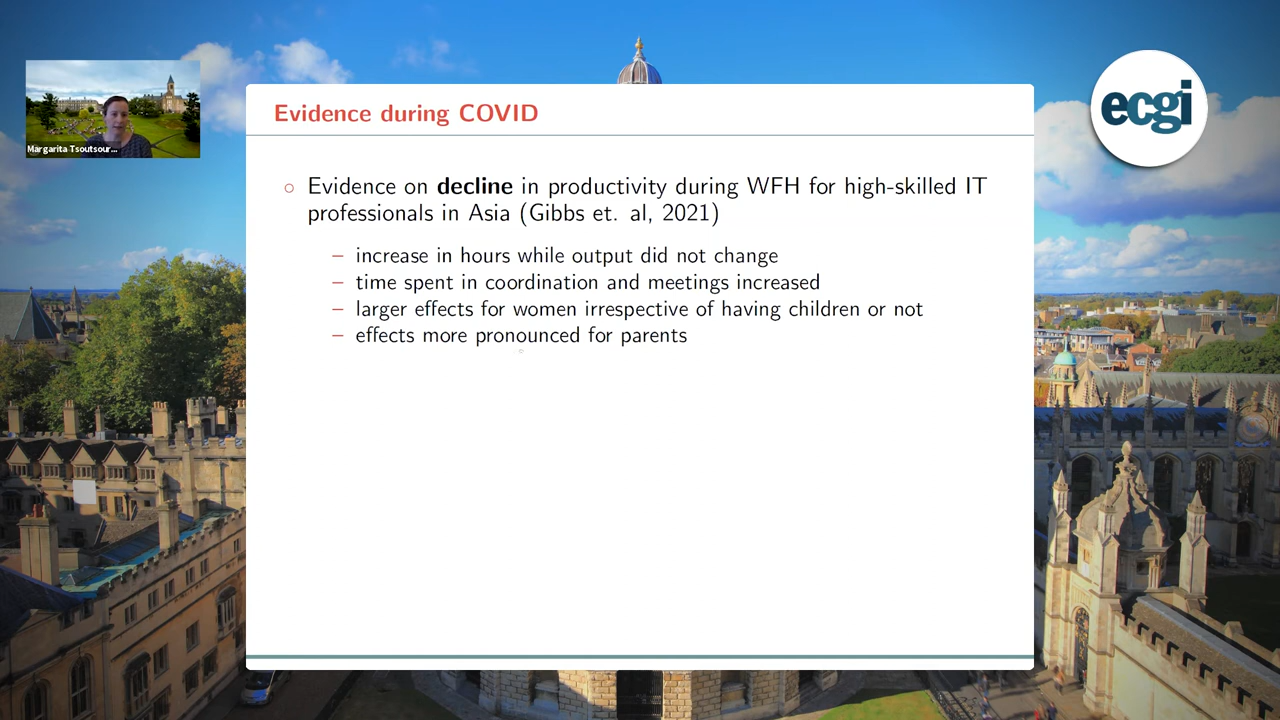 Margarita Tsoutsour...
ecgi
Evidence during COVID
Evidence on decline in productivity during WFH for high-skilled IT
professionals in Asia (Gibbs et. al, 2021)
– increase in hours while output did not change
– time spent in coordination and meetings increased
– larger effects for women irrespective of having children or not
– effects more pronounced for parents